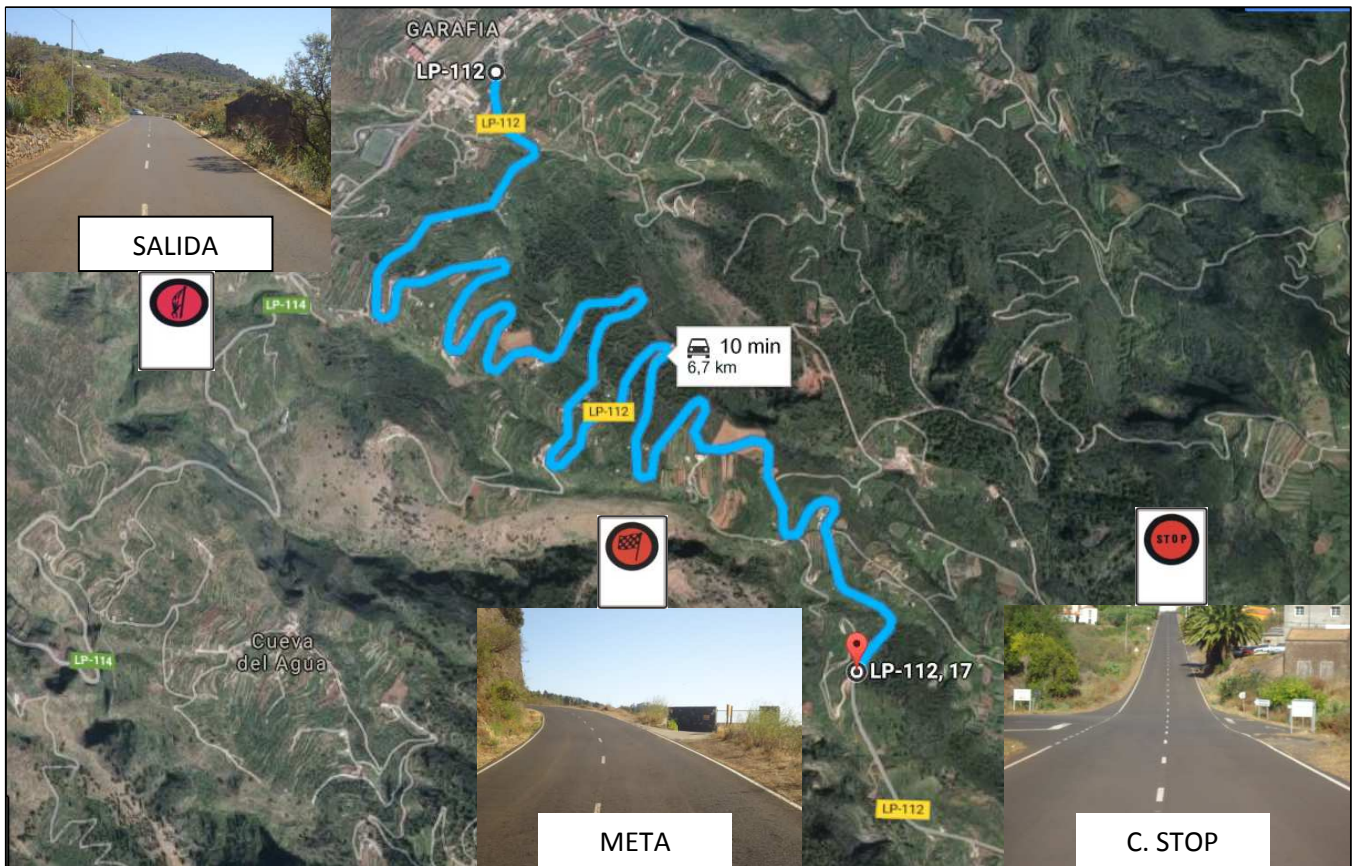 GARAFÍA
LP-112
LP-112
SALIDA
LP-114
10 min
6,7 km
LP-112
STOP
Cueva
del Agua
LP-114
LP-112, 17
LP-112
META
C. STOP